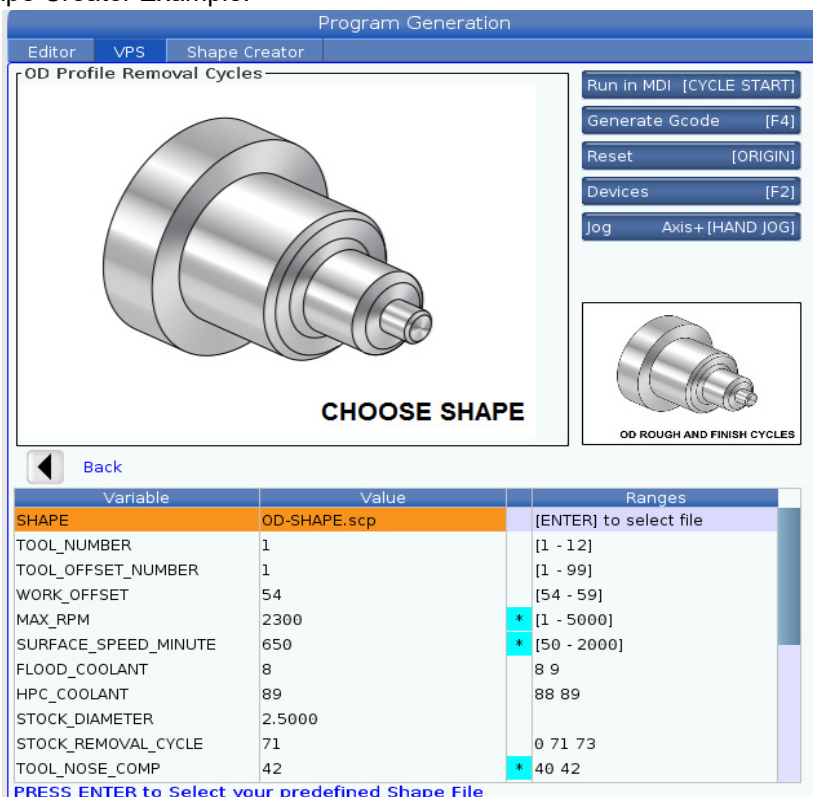 Creator Example:
Program Generation
Editor VPS Shape Creator
OD Profile Removal Cycles
CHOOSE SHAPE
Run in MDI [CYCLE START]
Generate Gcode [F4]
Reset [ORIGIN]
Devices [F2]
Jog Axis+[HAND JOG]
OD ROUGH AND FINISH CYCLES
Back
Variable Value Ranges
SHAPE OD-SHAPE.scp [ENTER] to select file
TOOL_NUMBER 1 [1 - 12]
TOOL_OFFSET_NUMBER 1 [1 - 99]
WORK_OFFSET 54 [54 - 59]
MAX_RPM 2300 * [1 - 5000]
SURFACE_SPEED_MINUTE 650 * [50 - 2000]
FLOOD_COOLANT 8 8 9
HPC_COOLANT 89 88 89
STOCK_DIAMETER 2.5000
STOCK_REMOVAL_CYCLE 71 0 71 73
TOOL_NOSE_COMP 42 * 40 42
PRESS ENTER to Select your predefined Shape File